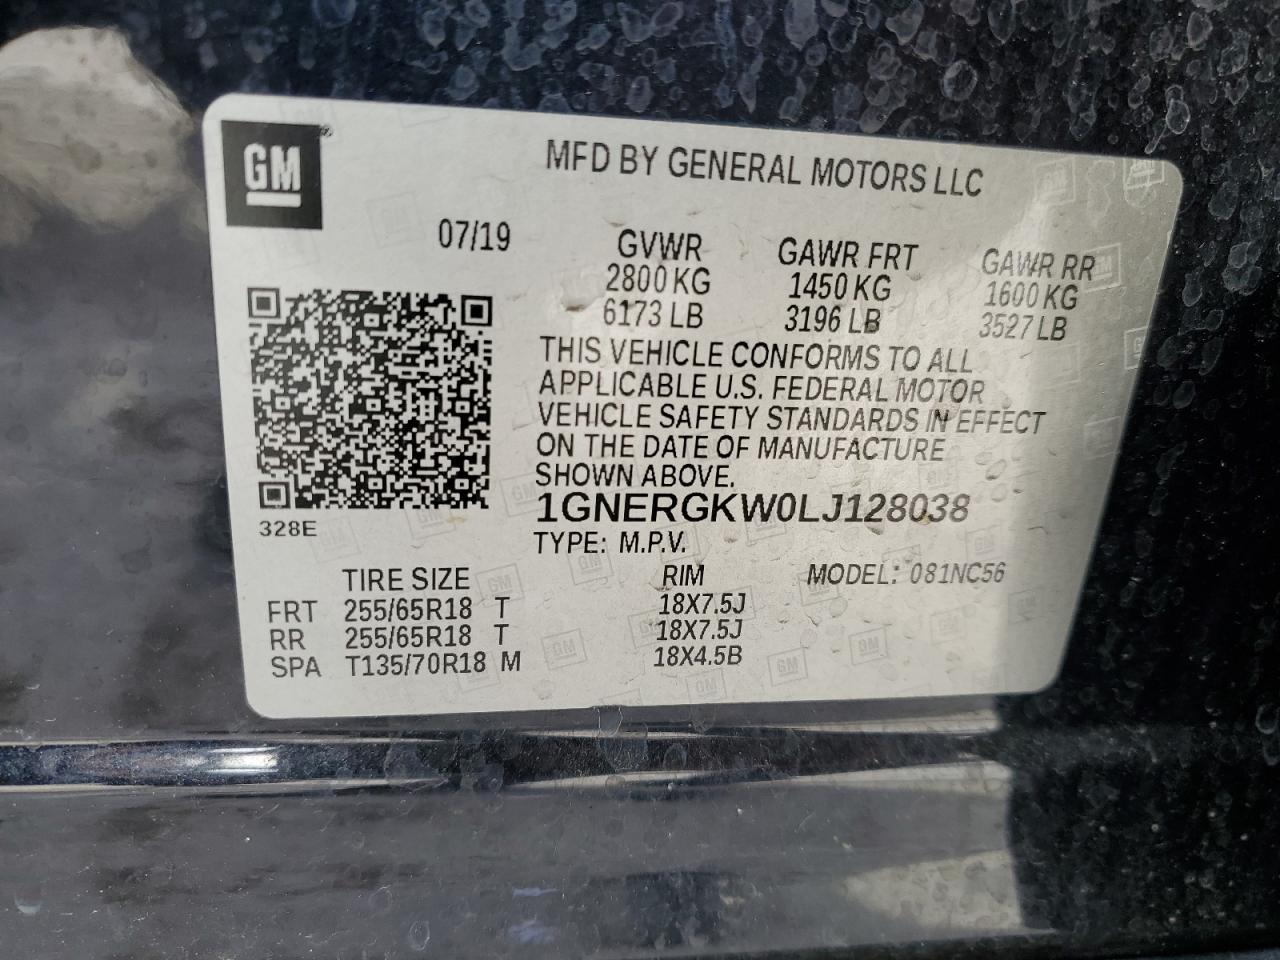 GM
MFD BY GENERAL MOTORS LLC
07/19
GVWR GAWR FRT GAWR RR
2800 KG 1450 KG 1600 KG
6173 LB 3196 LB 3527 LB
THIS VEHICLE CONFORMS TO ALL
APPLICABLE U.S. FEDERAL MOTOR
VEHICLE SAFETY STANDARDS IN EFFECT
ON THE DATE OF MANUFACTURE
SHOWN ABOVE.
1GNERGKW0LJ128038
328E
TYPE: M.P.V.
TIRE SIZE RIM MODEL: 081NC56
FRT 255/65R18 T 18X7.5J
RR 255/65R18 T 18X7.5J
SPA T135/70R18 M 18X4.5B